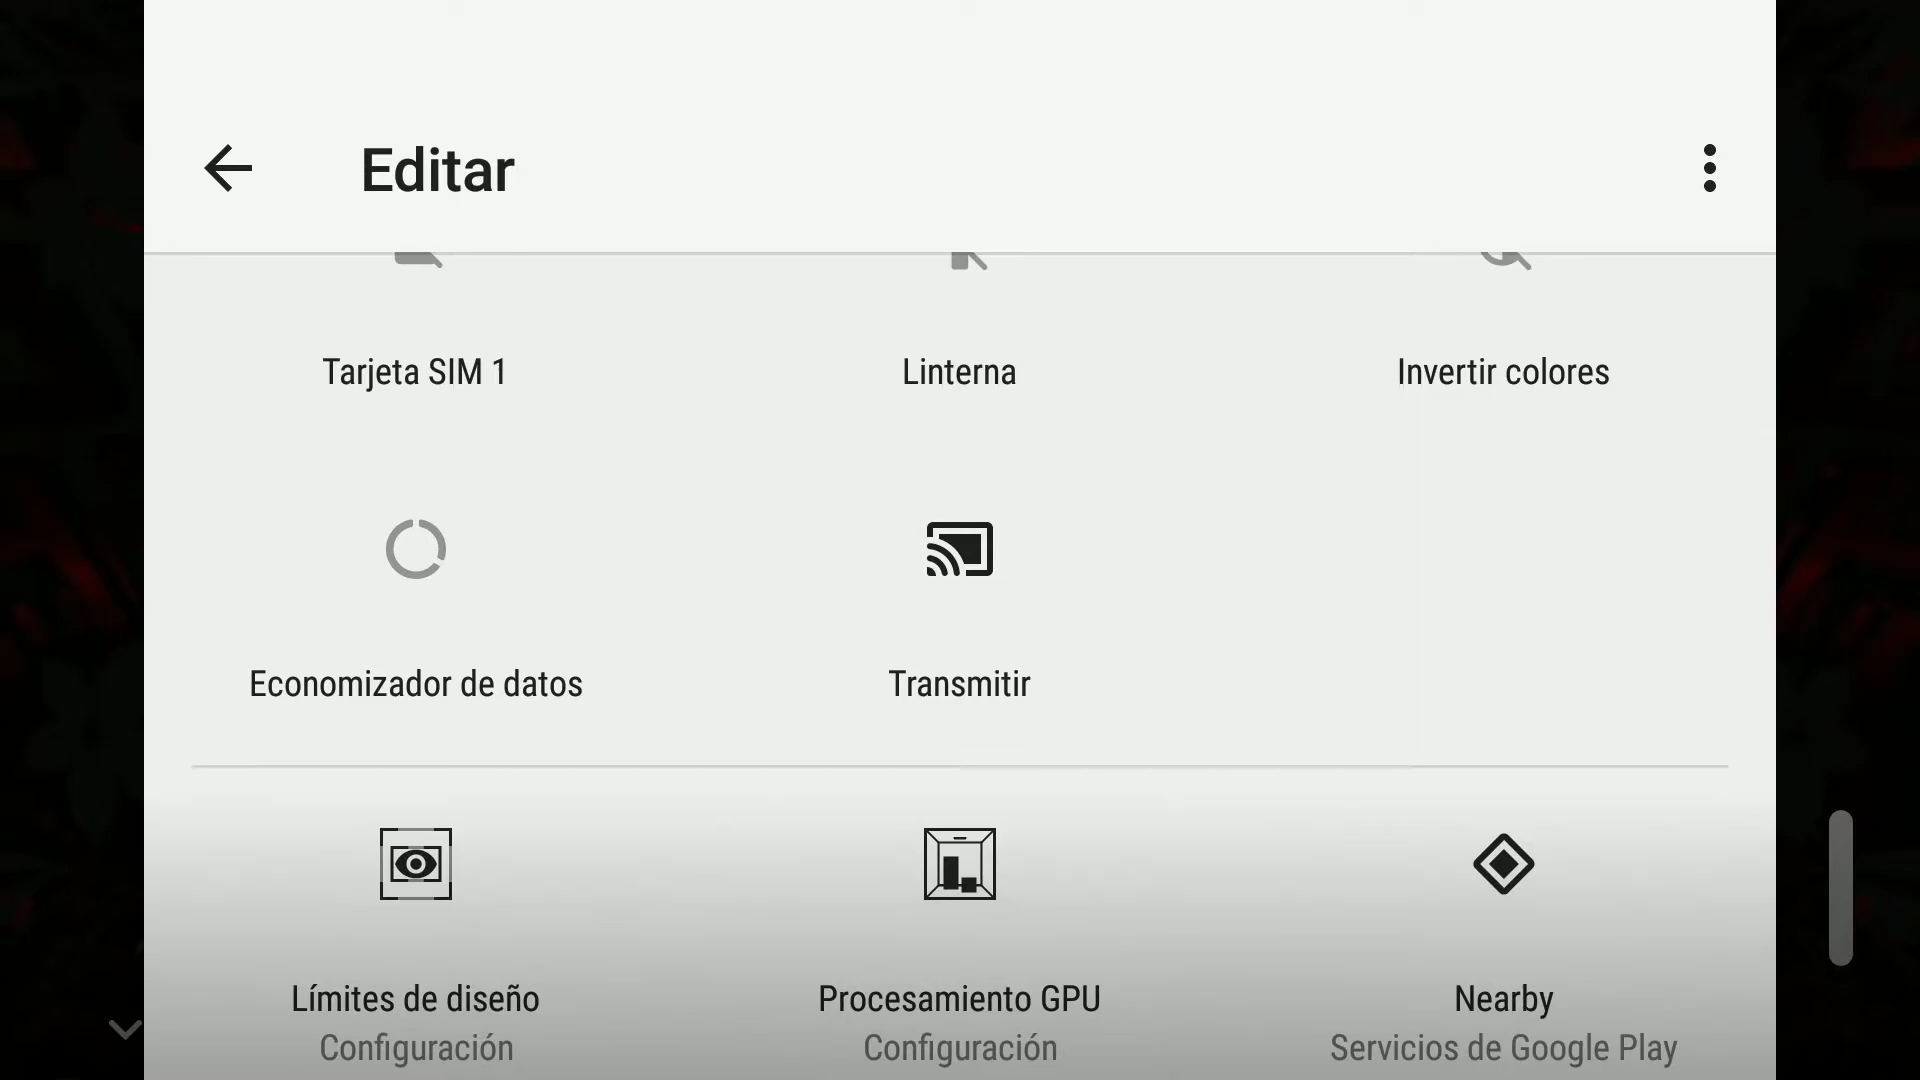 Editar
Tarjeta SIM 1
Linterna
Invertir colores
Economizador de datos
Transmitir
Límites de diseño
Configuración
Procesamiento GPU
Configuración
Nearby
Servicios de Google Play